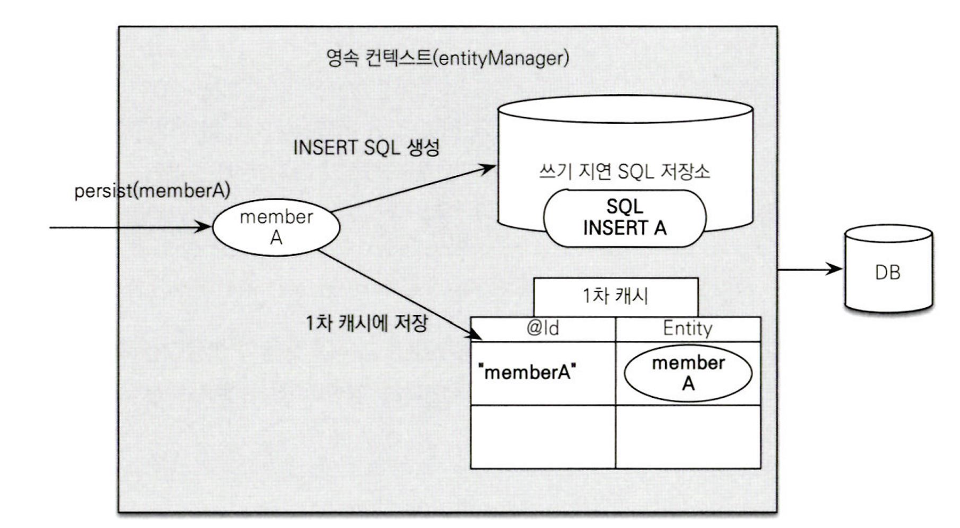 영속 컨텍스트(entityManager)
INSERT SQL 생성
쓰기 지연 SQL 저장소
persist(memberA)
SQL
INSERT A
member
A
DB
1차 캐시
1차 캐시에 저장
@Id
Entity
"memberA"
member
A